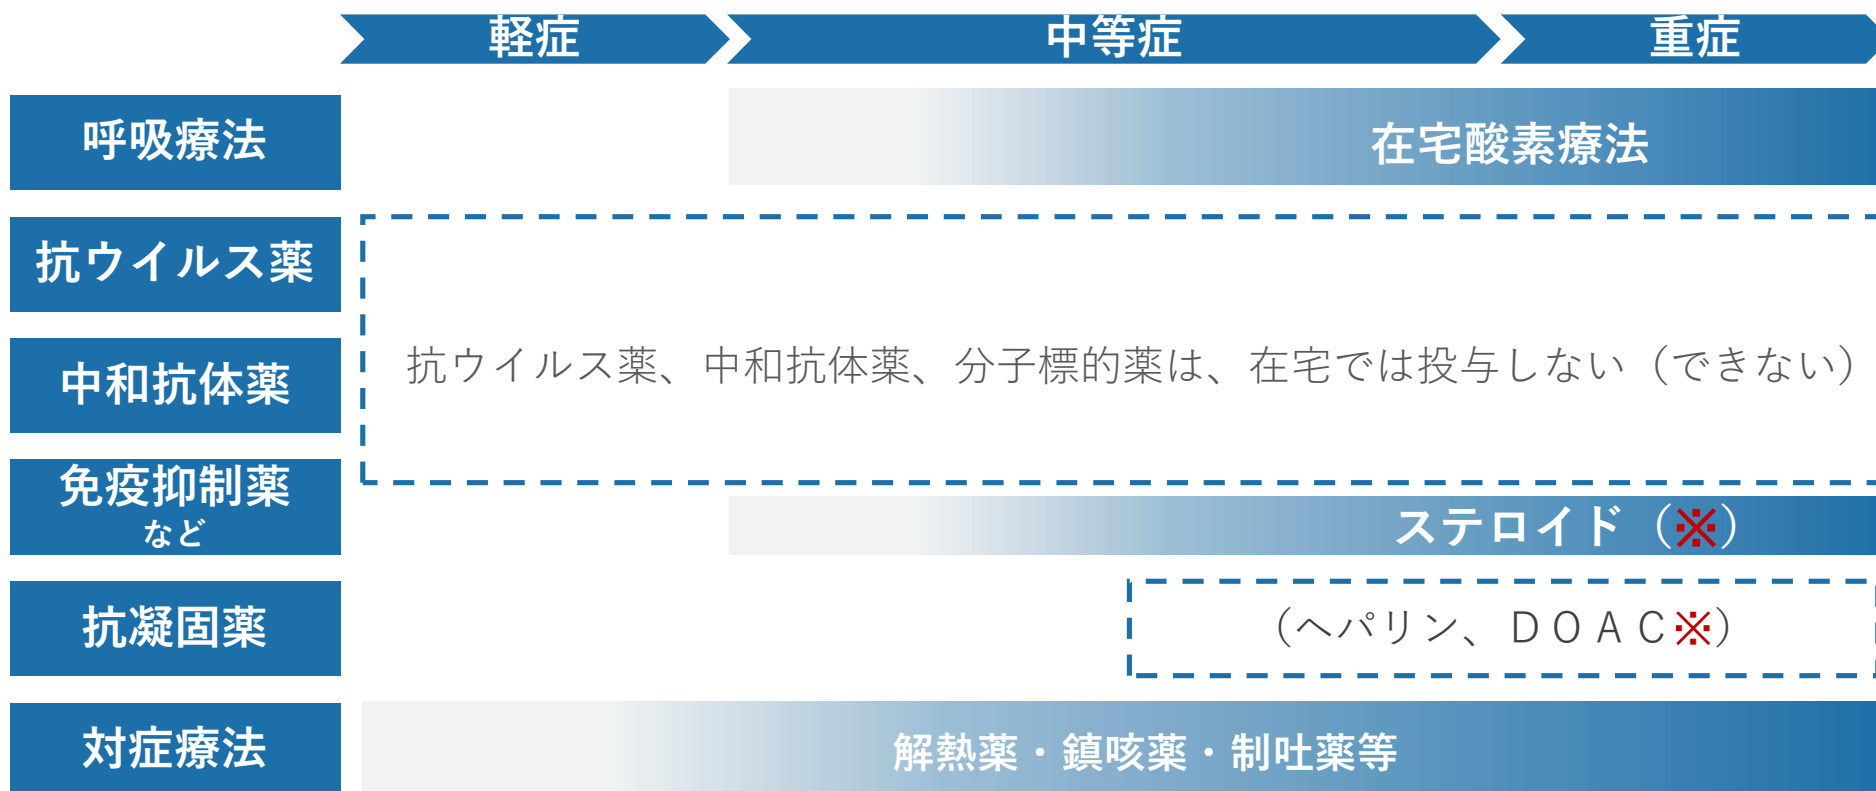 軽症
中等症
重症
呼吸療法
在宅酸素療法
抗ウイルス薬
中和抗体薬
抗ウイルス薬、中和抗体薬、分子標的薬は、在宅では投与しない（できない）
免疫抑制薬
など
ステロイド（※）
抗凝固薬
（ヘパリン、ＤＯＡＣ※）
対症療法
解熱薬・鎮咳薬・制吐薬等